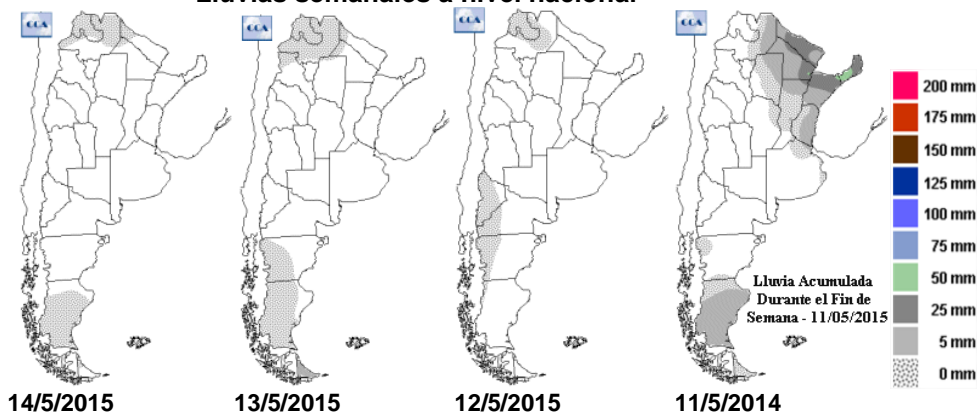 Lluvias semanales a nivel nacional
CCA
CCA
CCA
CCA
200 mm
175 mm
150 mm
125 mm
100 mm
75 mm
50 mm
25 mm
5 mm
0 mm
Lluvia Acumulada
Durante el Fin de
Semana - 11/05/2015
14/5/2015
13/5/2015
12/5/2015
11/5/2014